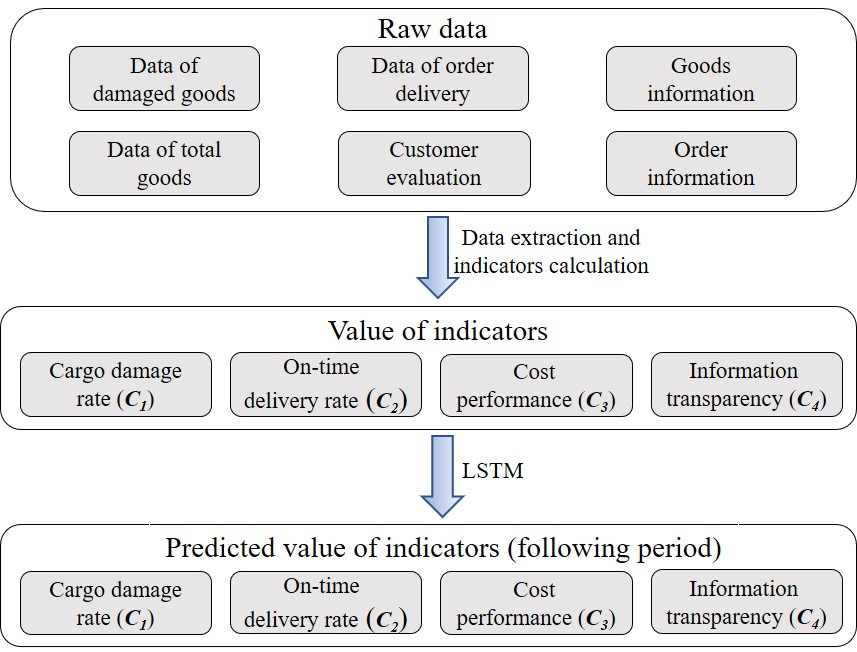 Raw data
Data of
damaged goods
Data of order
delivery
Goods
information
Data of total
goods
Customer
evaluation
Order
information
Data extraction and
indicators calculation
Value of indicators
Cargo damage
rate (C₁)
On-time
delivery rate (C₂)
Cost
performance (C₃)
Information
transparency (C₄)
LSTM
Predicted value of indicators (following period)
Cargo damage
rate (C₁)
On-time
delivery rate (C₂)
Cost
performance (C₃)
Information
transparency (C₄)